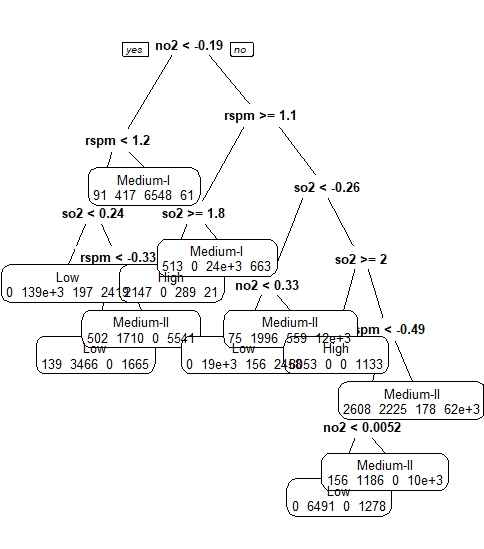 yes no2 < -0.19 no
rspm >= 1.1
rspm < 1.2
Medium-I
91 417 6548 61
so2 < -0.26
so2 < 0.24 so2 >= 1.8
Medium-I
513 0 24e+3 663
rspm < -0.33
so2 >= 2
Low High
0 139e+3 197 2147 0 289 21
no2 < 0.33
Medium-II Medium-II
502 1710 0 5541 75 1996 559 12e+3
< -0.49
Low Low High
139 3466 0 1665 0 19e+3 156 0 0 1133
Medium-II
2608 2225 178 62e+3
no2 < 0.0052
Medium-II
156 1186 0 10e+3
Low
0 6491 0 1278